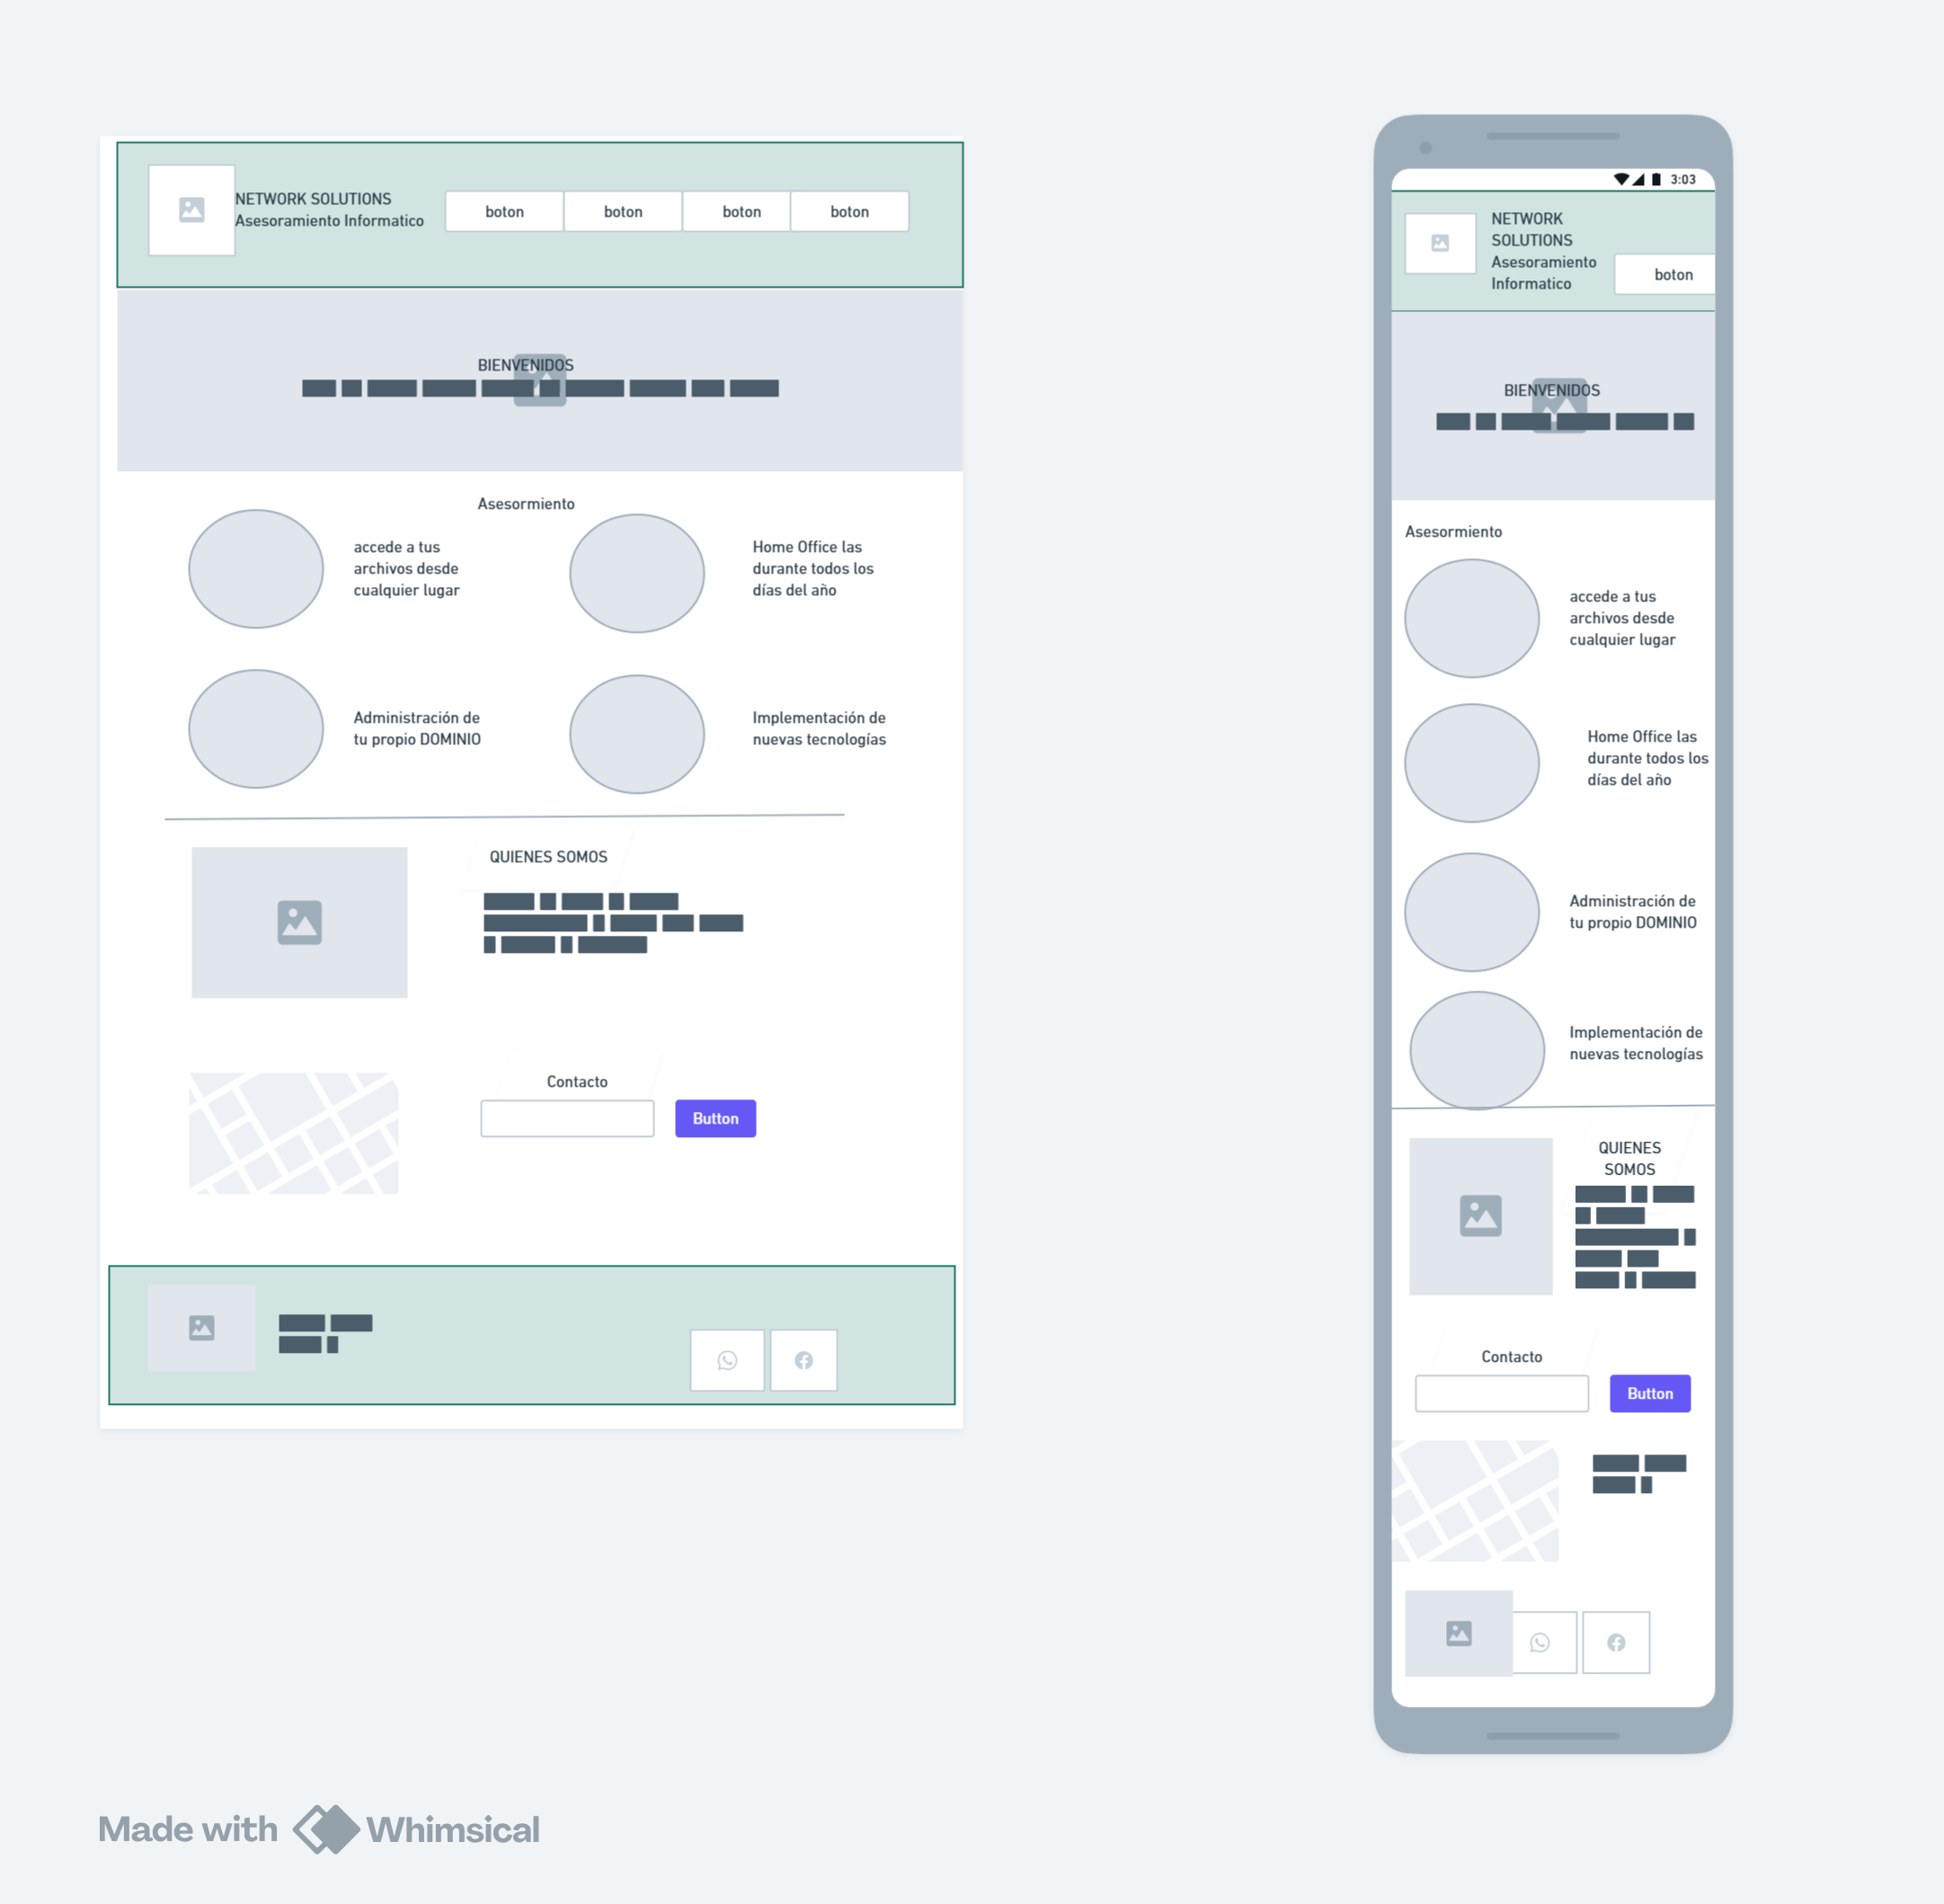 NETWORK SOLUTIONS
Asesoramiento Informatico
boton
boton
boton
boton
BIENVENIDOS
Asesormiento
accede a tus
archivos desde
cualquier lugar
Home Office las
durante todos los
días del año
Administración de
tu propio DOMINIO
Implementación de
nuevas tecnologías
QUIENES SOMOS
Contacto
Button
3:03
NETWORK
SOLUTIONS
Asesoramiento
Informatico
boton
BIENVENIDOS
Asesormiento
accede a tus
archivos desde
cualquier lugar
Home Office las
durante todos los
días del año
Administración de
tu propio DOMINIO
Implementación de
nuevas tecnologías
QUIENES
SOMOS
Contacto
Button
Made with Whimsical